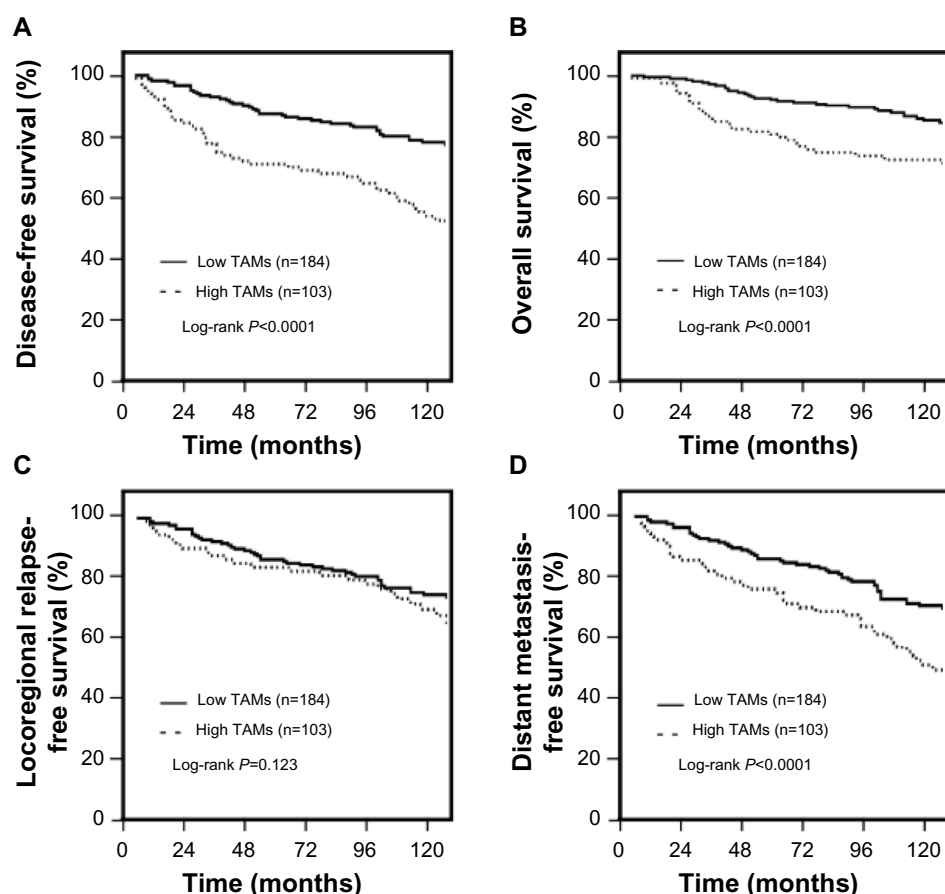 A
Disease-free survival (%)
100
80
60
40
20
0
Low TAMs (n=184)
High TAMs (n=103)
Log-rank P<0.0001
0 24 48 72 96 120
Time (months)
B
Overall survival (%)
100
80
60
40
20
0
Low TAMs (n=184)
High TAMs (n=103)
Log-rank P<0.0001
0 24 48 72 96 120
Time (months)
C
Locoregional relapse-
free survival (%)
100
80
60
40
20
0
Low TAMs (n=184)
High TAMs (n=103)
Log-rank P=0.123
0 24 48 72 96 120
Time (months)
D
Distant metastasis-
free survival (%)
100
80
60
40
20
0
Low TAMs (n=184)
High TAMs (n=103)
Log-rank P<0.0001
0 24 48 72 96 120
Time (months)